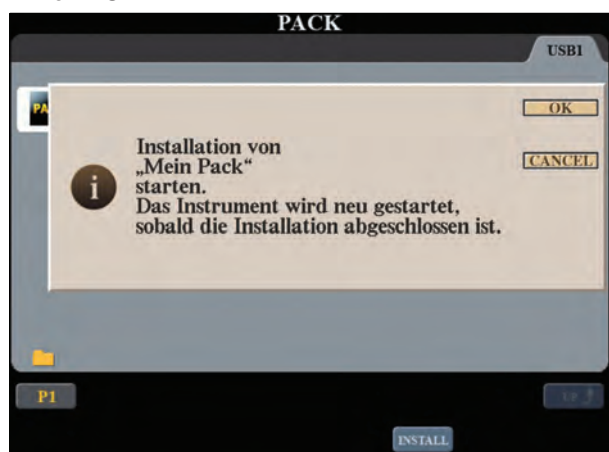 PACK
USB1
PA
OK
Installation von
„Mein Pack“
CANCEL
starten.
Das Instrument wird neu gestartet,
sobald die Installation abgeschlossen ist.
P1
UP
INSTALL